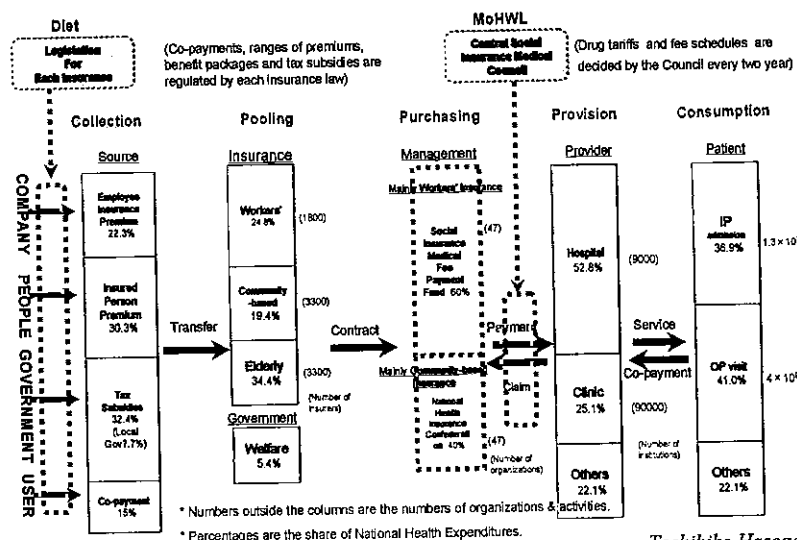 Diet
MoHWL
Legislation
For
Each Insurance
(Co-payments, ranges of premiums,
benefit packages and tax subsidies are
regulated by each insurance law)
Central Social
Insurance Medical
Council
(Drug tariffs and fee schedules are
decided by the Council every two year)
Collection
Pooling
Purchasing
Provision
Consumption
Source
Insurance
Management
Provider
Patient
COMPANY PEOPLE GOVERNMENT USER
Employee
Insurance
Premium
22.3%
Insured
Person
Premium
30.3%
Tax
Subsidies
32.4%
(Local
Gov?.7%)
Co-payment
15%
Transfer
Workers'
24.8%
(1800)
Community
-based
19.4%
(3300)
Elderly
34.4%
(3300)
(Number of
insurers)
Government
Welfare
5.4%
Contract
Mainly Workers' Insurance
Social
Insurance
Medical
Fee
Payment
Fund 60%
(47)
Mainly Community-based
Insurance
National
Health
Insurance
Confederati
on 40%
(47)
(Number of
organizations)
Payment
Claim
Hospital
52.8%
(9000)
Clinic
25.1%
(90000)
(Number of
institutions)
Others
22.1%
Service
Co-payment
IP
admission
36.9%
1.3×10
OP visit
41.0%
4×10
Others
22.1%
* Numbers outside the columns are the numbers of organizations & activities.
* Percentages are the share of National Health Expenditures.